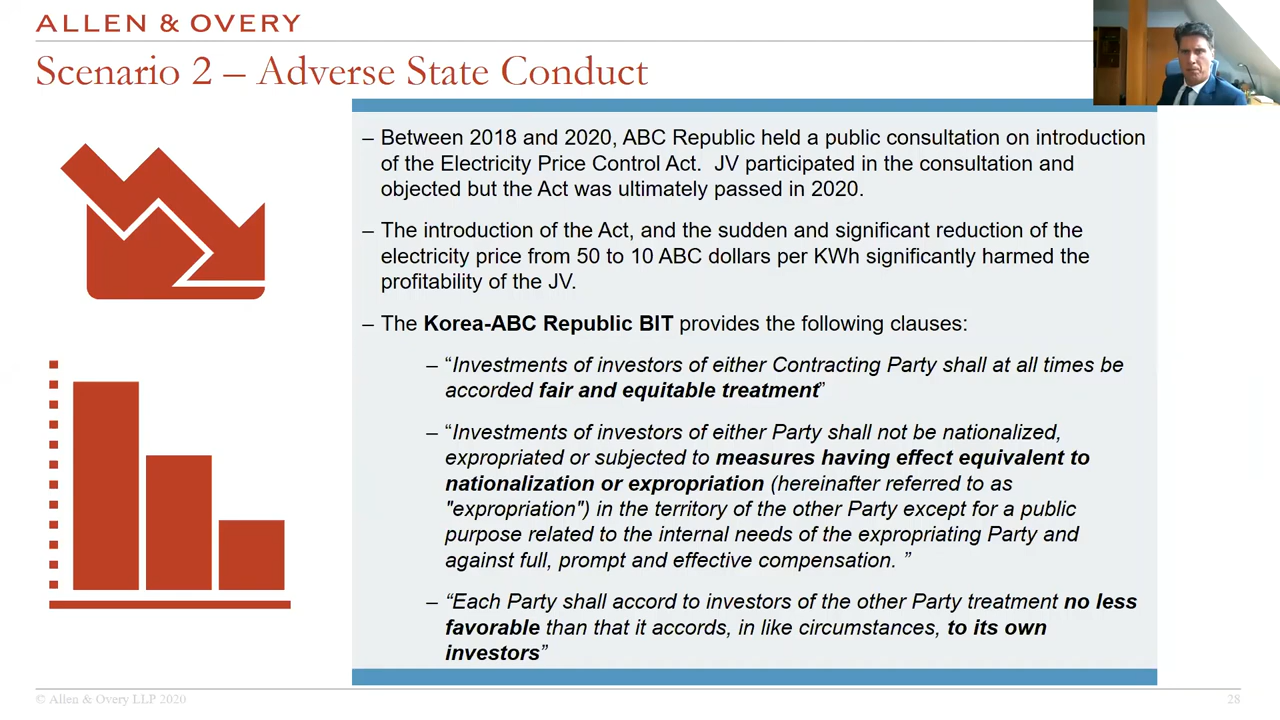 ALLEN & OVERY
Scenario 2 – Adverse State Conduct
– Between 2018 and 2020, ABC Republic held a public consultation on introduction
of the Electricity Price Control Act.  JV participated in the consultation and
objected but the Act was ultimately passed in 2020.
– The introduction of the Act, and the sudden and significant reduction of the
electricity price from 50 to 10 ABC dollars per KWh significantly harmed the
profitability of the JV.
– The Korea-ABC Republic BIT provides the following clauses:
– “Investments of investors of either Contracting Party shall at all times be
accorded fair and equitable treatment”
– “Investments of investors of either Party shall not be nationalized,
expropriated or subjected to measures having effect equivalent to
nationalization or expropriation (hereinafter referred to as
"expropriation") in the territory of the other Party except for a public
purpose related to the internal needs of the expropriating Party and
against full, prompt and effective compensation. ”
– “Each Party shall accord to investors of the other Party treatment no less
favorable than that it accords, in like circumstances, to its own
investors”
© Allen & Overy LLP 2020
28